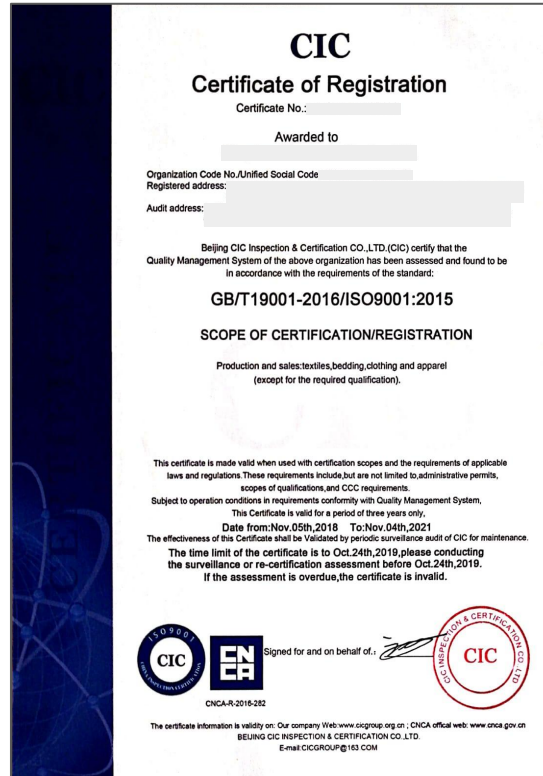 CIC
Certificate of Registration
Certificate No.:
Awarded to
Organization Code No./Unified Social Code
Registered address:
Audit address:
Beijing CIC Inspection & Certification CO.,LTD.(CIC) certify that the
Quality Management System of the above organization has been assessed and found to be
in accordance with the requirements of the standard:
GB/T19001-2016/ISO9001:2015
SCOPE OF CERTIFICATION/REGISTRATION
Production and sales:textiles,bedding,clothing and apparel
(except for the required qualification).
This certificate is made valid when used with certification scopes and the requirements of applicable
laws and regulations.These requirements include,but are not limited to,administrative permits,
scopes of qualifications,and CCC requirements.
Subject to operation conditions in requirements conformity with Quality Management System,
This Certificate is valid for a period of three years only,
Date from:Nov.05th,2018 To:Nov.04th,2021
The effectiveness of this Certificate shall be Validated by periodic surveillance audit of CIC for maintenance.
The time limit of the certificate is to Oct.24th,2019,please conducting
the surveillance or re-certification assessment before Oct.24th,2019.
If the assessment is overdue,the certificate is invalid.
ISO9001
CIC
CHINA INSPECTION CERTIFICATION
CNCA
Signed for and on behalf of.:
CIC INSPECTION & CERTIFICATION CO.,LTD
CIC
CNCA-R-2016-282
The certificate information is validity on: Our company Web:www.cicgroup.org.cn ; CNCA offical web: www.cnca.gov.cn
BEIJING CIC INSPECTION & CERTIFICATION CO.,LTD.
E-mail:CICGROUP@163.COM